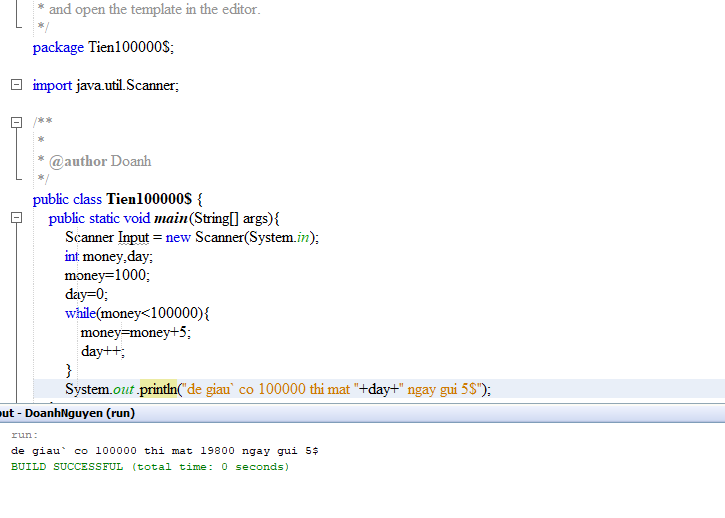 * and open the template in the editor.
*/
package Tien100000$;
import java.util.Scanner;
/**
*
* @author Doanh
*/
public class Tien100000$ {
public static void main(String[] args){
Scanner Input = new Scanner(System.in);
int money,day;
money=1000;
day=0;
while(money<100000){
money=money+5;
day++;
}
System.out.println("de giau` co 100000 thi mat "+day+" ngay gui 5$");
out - DoanhNguyen (run)
run:
de giau` co 100000 thi mat 19800 ngay gui 5$
BUILD SUCCESSFUL (total time: 0 seconds)